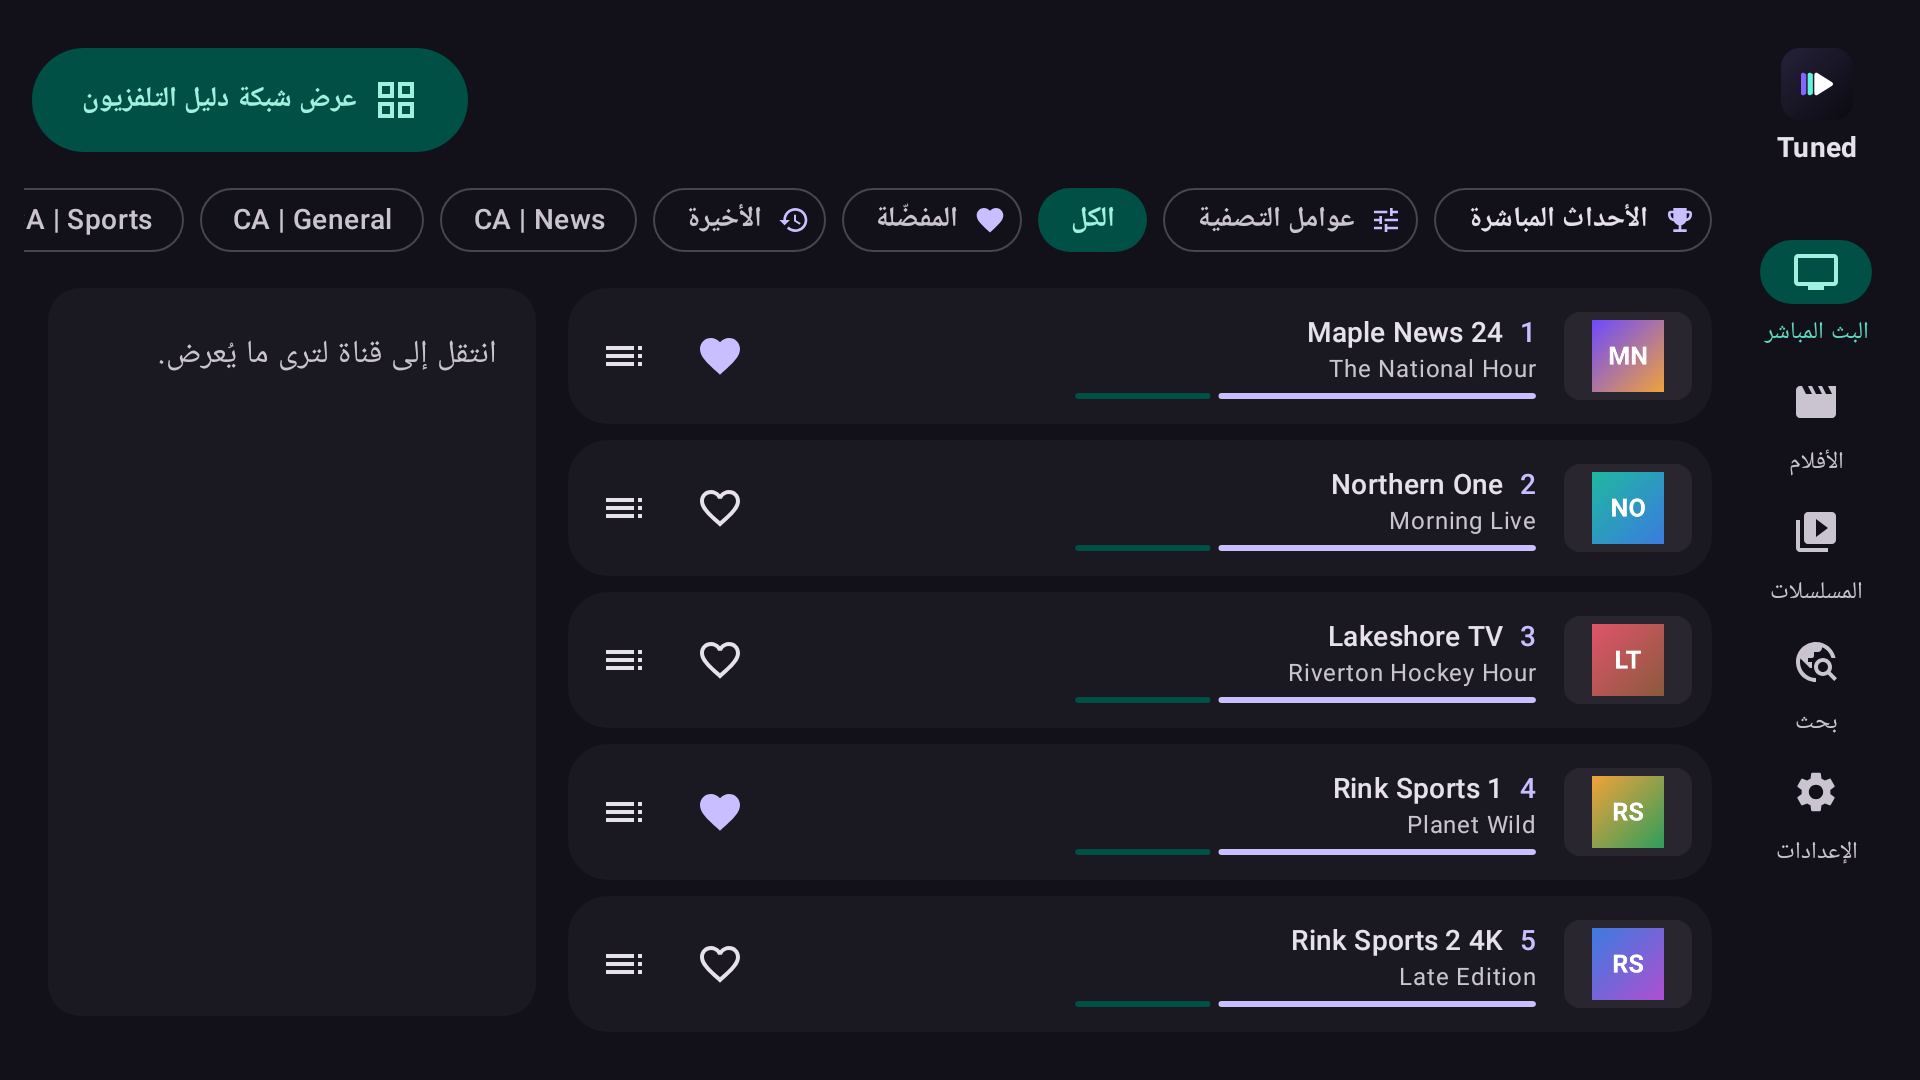 Tuned
البث المباشر
الأفلام
المسلسلات
بحث
الإعدادات
عرض شبكة دليل التلفزيون
الأحداث المباشرة
عوامل التصفية
الكل
المفضّلة
الأخيرة
CA | News
CA | General
A | Sports
MN
1 Maple News 24
The National Hour
NO
2 Northern One
Morning Live
LT
3 Lakeshore TV
Riverton Hockey Hour
RS
4 Rink Sports 1
Planet Wild
RS
5 Rink Sports 2 4K
Late Edition
انتقل إلى قناة لترى ما يُعرض.